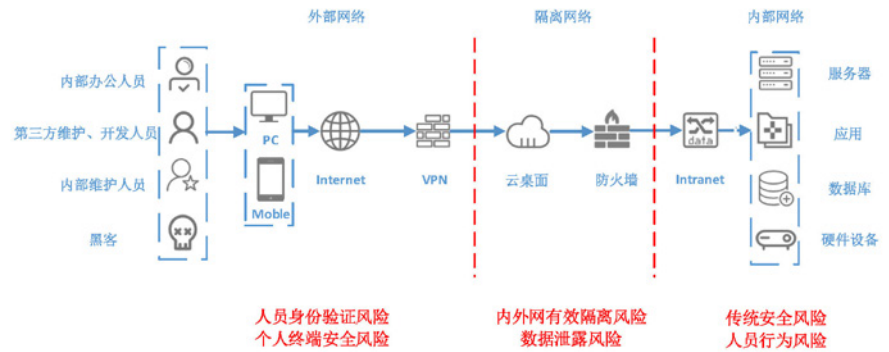 外部网络
隔离网络
内部网络
内部办公人员
第三方维护、开发人员
内部维护人员
黑客
PC
Moble
Internet
VPN
云桌面
防火墙
data
Intranet
服务器
应用
数据库
硬件设备
人员身份验证风险
个人终端安全风险
内外网有效隔离风险
数据泄露风险
传统安全风险
人员行为风险